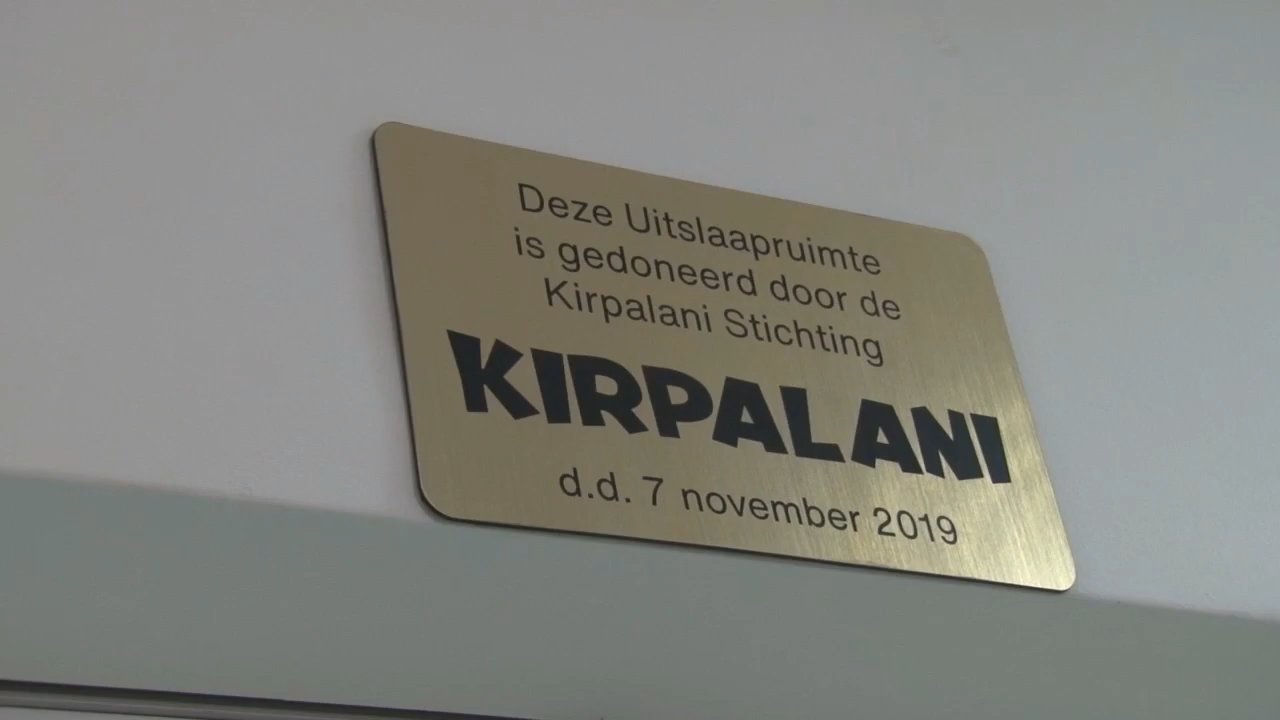 Deze Uitslaapruimte
is gedoneerd door de
Kirpalani Stichting
KIRPALANI
d.d. 7 november 2019